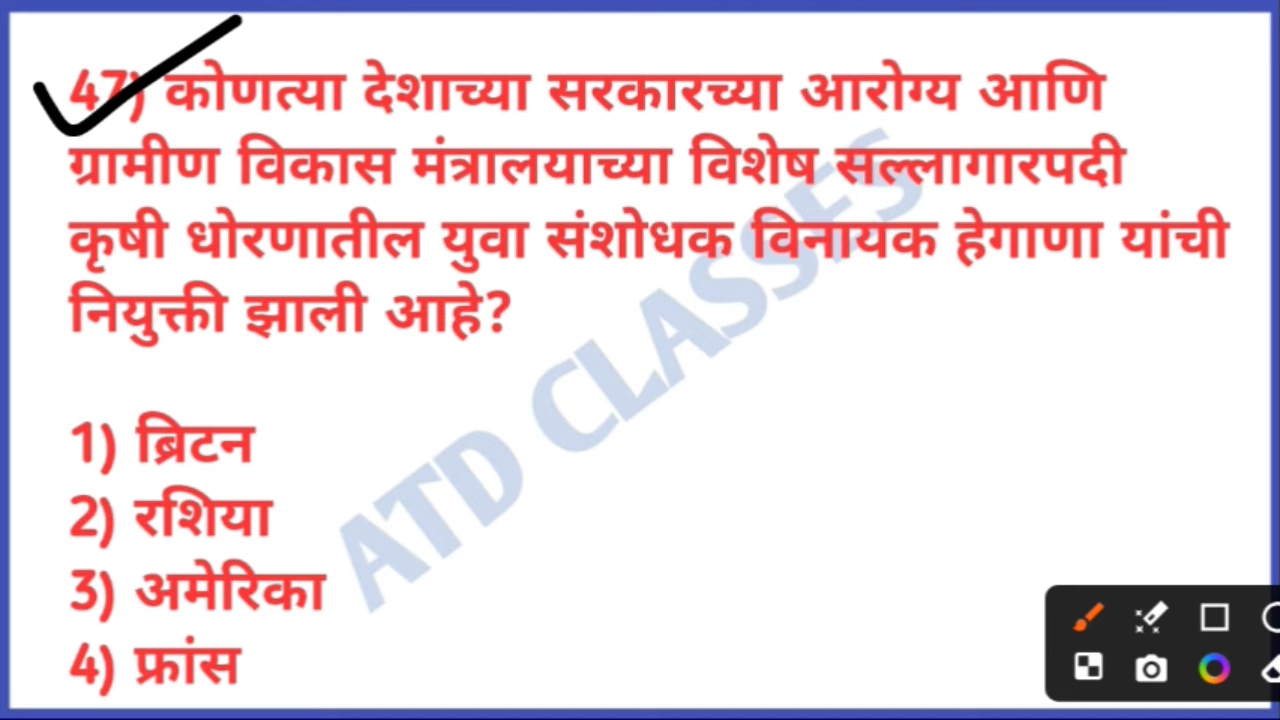 47) कोणत्या देशाच्या सरकारच्या आरोग्य आणि
ग्रामीण विकास मंत्रालयाच्या विशेष सल्लागारपदी
कृषी धोरणातील युवा संशोधक विनायक हेगाणा यांची
नियुक्ती झाली आहे?
1) ब्रिटन
2) रशिया
3) अमेरिका
4) फ्रांस
ATD CLASSES